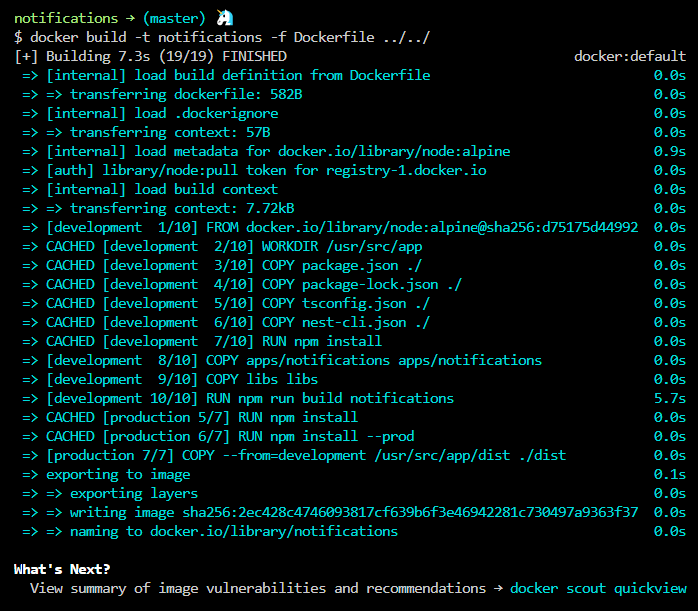 notifications → (master) 🦄
$ docker build -t notifications -f Dockerfile ../../
[+] Building 7.3s (19/19) FINISHED docker:default
=> [internal] load build definition from Dockerfile 0.0s
=> => transferring dockerfile: 582B 0.0s
=> [internal] load .dockerignore 0.0s
=> => transferring context: 57B 0.0s
=> [internal] load metadata for docker.io/library/node:alpine 0.9s
=> [auth] library/node:pull token for registry-1.docker.io 0.0s
=> [internal] load build context 0.0s
=> => transferring context: 7.72kB 0.0s
=> [development  1/10] FROM docker.io/library/node:alpine@sha256:d75175d44992 0.0s
=> CACHED [development  2/10] WORKDIR /usr/src/app 0.0s
=> CACHED [development  3/10] COPY package.json ./ 0.0s
=> CACHED [development  4/10] COPY package-lock.json ./ 0.0s
=> CACHED [development  5/10] COPY tsconfig.json ./ 0.0s
=> CACHED [development  6/10] COPY nest-cli.json ./ 0.0s
=> CACHED [development  7/10] RUN npm install 0.0s
=> [development  8/10] COPY apps/notifications apps/notifications 0.0s
=> [development  9/10] COPY libs libs 0.0s
=> [development 10/10] RUN npm run build notifications 5.7s
=> CACHED [production 5/7] RUN npm install 0.0s
=> CACHED [production 6/7] RUN npm install --prod 0.0s
=> [production 7/7] COPY --from=development /usr/src/app/dist ./dist 0.0s
=> exporting to image 0.1s
=> => exporting layers 0.0s
=> => writing image sha256:2ec428c4746093817cf639b6f3e46942281c730497a9363f37 0.0s
=> => naming to docker.io/library/notifications 0.0s
What's Next?
View summary of image vulnerabilities and recommendations → docker scout quickview